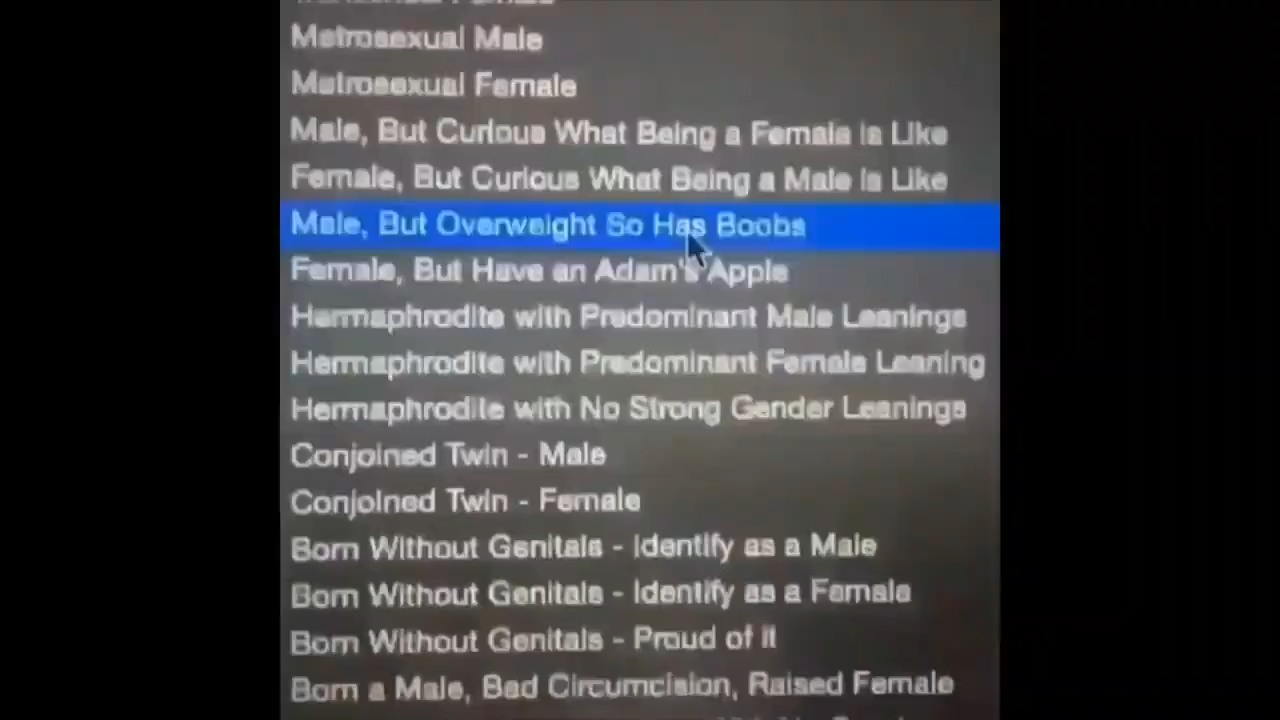 Metrosexual Male
Metrosexual Female
Male, But Curious What Being a Female is Like
Female, But Curious What Being a Male is Like
Male, But Overweight So Has Boobs
Female, But Have an Adam's Apple
Hermaphrodite with Predominant Male Leanings
Hermaphrodite with Predominant Female Leaning
Hermaphrodite with No Strong Gender Leanings
Conjoined Twin - Male
Conjoined Twin - Female
Born Without Genitals - Identify as a Male
Born Without Genitals - Identify as a Female
Born Without Genitals - Proud of it
Born a Male, Bad Circumcision, Raised Female